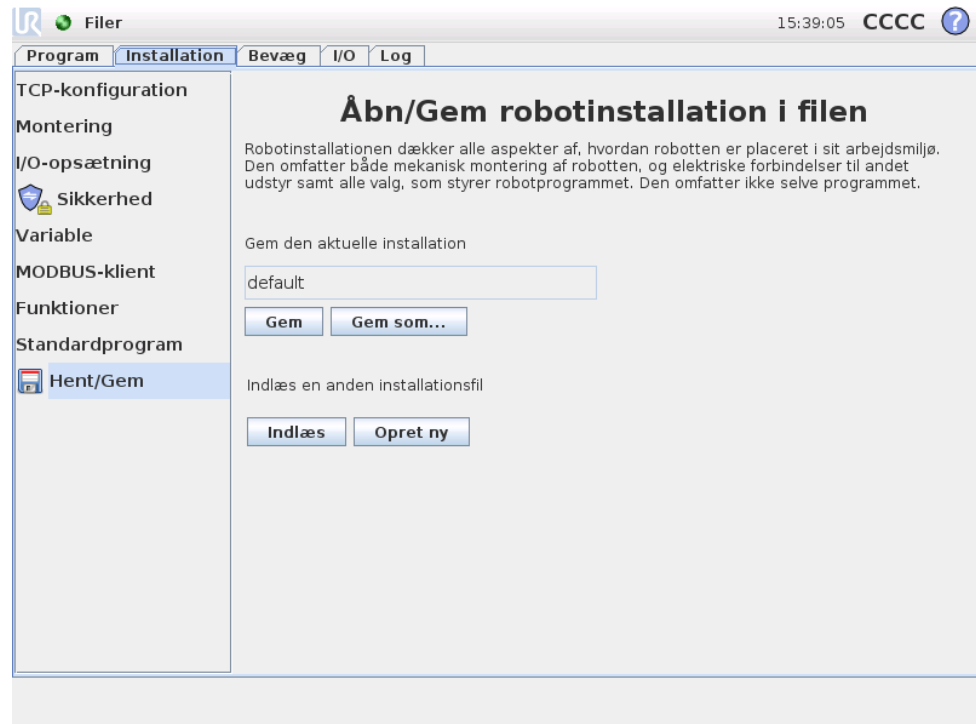 UR Filer 15:39:05 CCCC ?
Program Installation Bevæg I/O Log
TCP-konfiguration
Montering
I/O-opsætning
Sikkerhed
Variable
MODBUS-klient
Funktioner
Standardprogram
Hent/Gem
Åbn/Gem robotinstallation i filen
Robotinstallationen dækker alle aspekter af, hvordan robotten er placeret i sit arbejdsmiljø.
Den omfatter både mekanisk montering af robotten, og elektriske forbindelser til andet
udstyr samt alle valg, som styrer robotprogrammet. Den omfatter ikke selve programmet.
Gem den aktuelle installation
default
Gem Gem som...
Indlæs en anden installationsfil
Indlæs Opret ny